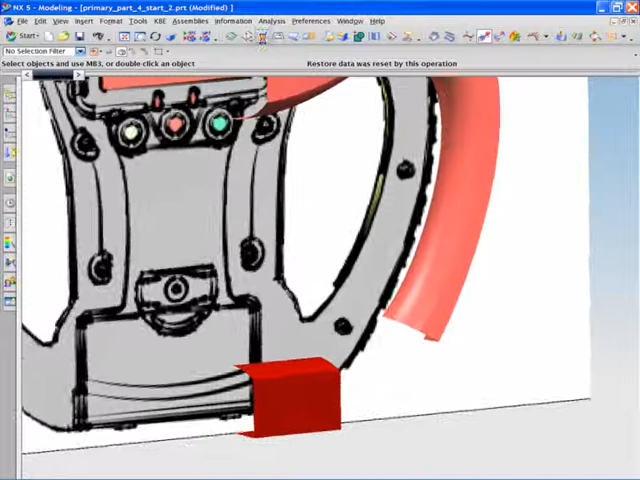 NX 5 - Modeling - [primary_part_4_start_2.prt (Modified) ]
File Edit View Insert Format Tools KBE Assemblies Information Analysis Preferences Window Help
Start
No Selection Filter
Select objects and use MB3, or double click an object Restore data was reset by this operation